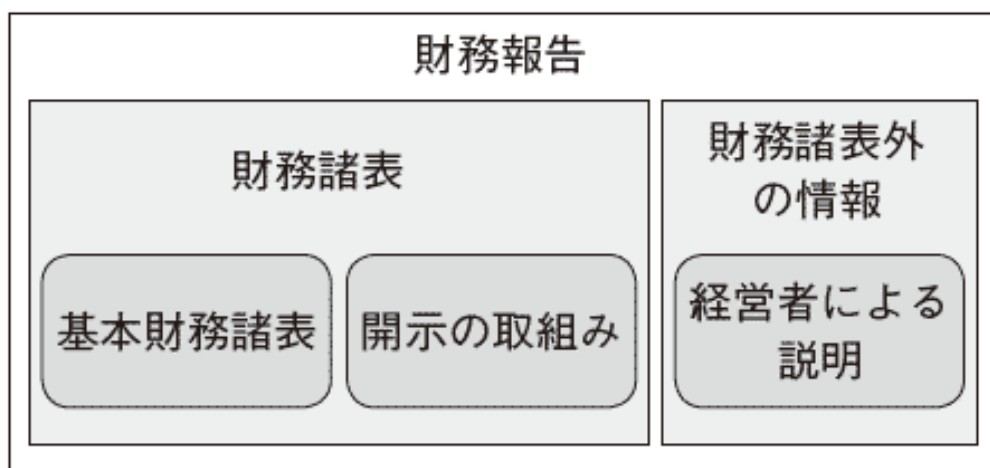 財務報告
財務諸表
基本財務諸表
開示の取組み
財務諸表外
の情報
経営者による
説明